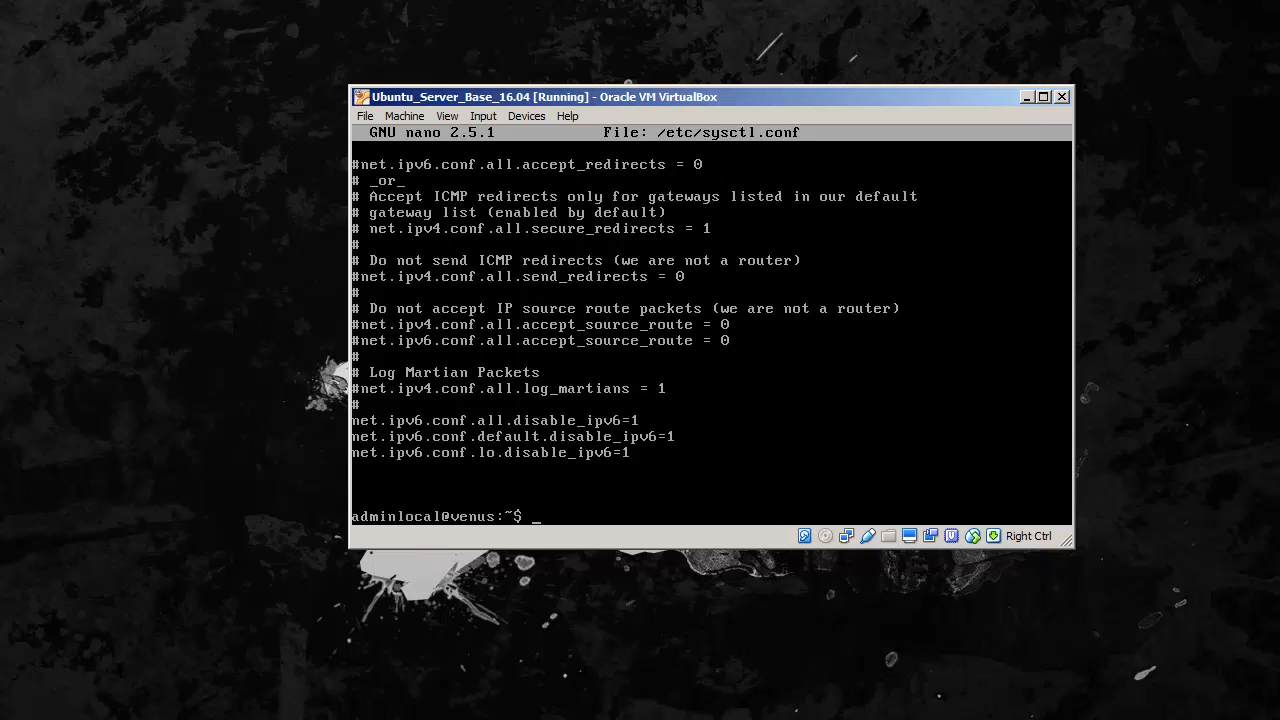 Ubuntu_Server_Base_16.04 [Running] - Oracle VM VirtualBox
File Machine View Input Devices Help
GNU nano 2.5.1 File: /etc/sysctl.conf
#net.ipv6.conf.all.accept_redirects = 0
# _or_
# Accept ICMP redirects only for gateways listed in our default
# gateway list (enabled by default)
# net.ipv4.conf.all.secure_redirects = 1
#
# Do not send ICMP redirects (we are not a router)
#net.ipv4.conf.all.send_redirects = 0
#
# Do not accept IP source route packets (we are not a router)
#net.ipv4.conf.all.accept_source_route = 0
#net.ipv6.conf.all.accept_source_route = 0
#
# Log Martian Packets
#net.ipv4.conf.all.log_martians = 1
#
net.ipv6.conf.all.disable_ipv6=1
net.ipv6.conf.default.disable_ipv6=1
net.ipv6.conf.lo.disable_ipv6=1
adminlocal@venus:~$ _
Right Ctrl